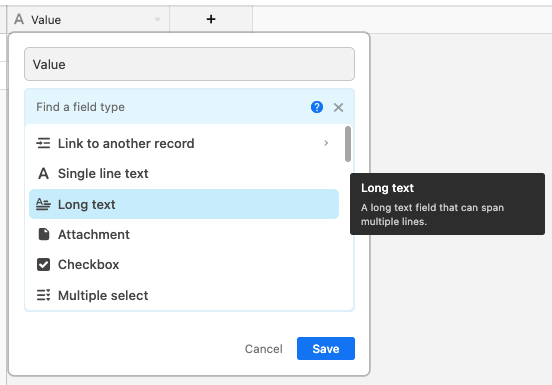 A Value
+
Value
Find a field type
?
Link to another record
A Single line text
Long text
Attachment
Checkbox
Multiple select
Cancel
Save
Long text
A long text field that can span
multiple lines.